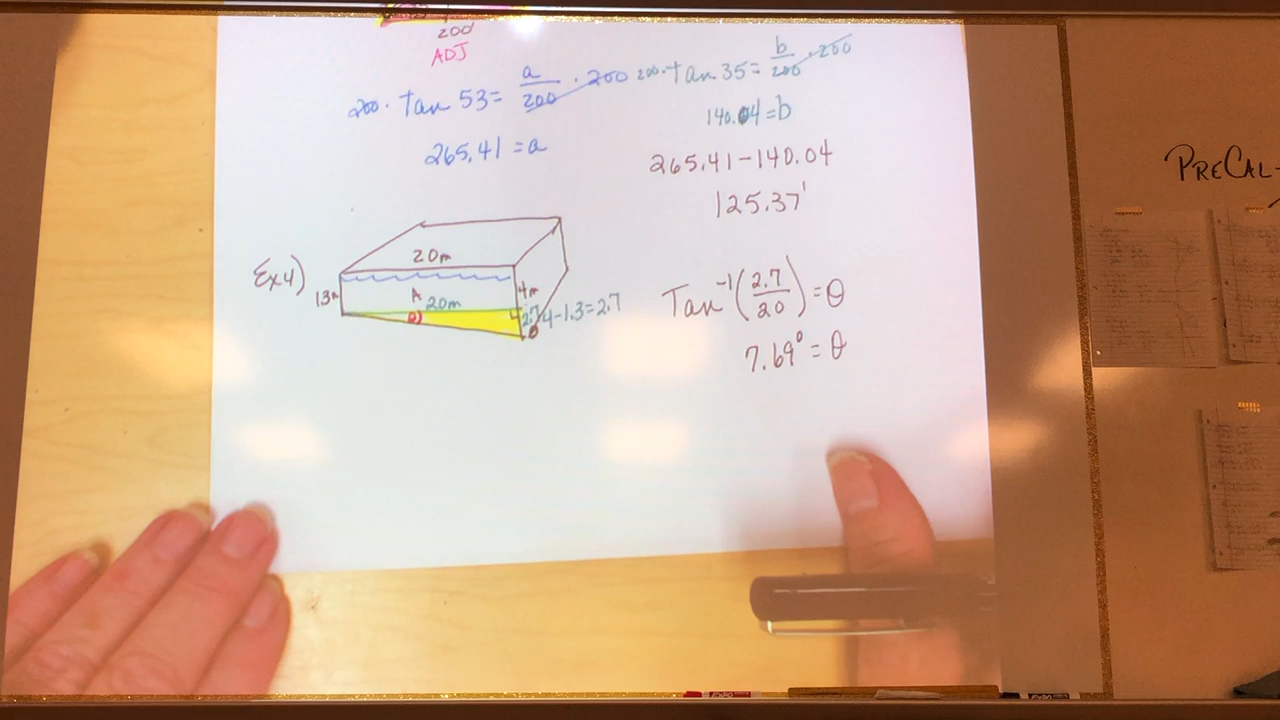 200'
ADJ
200· Tan 53 = a/200 · 200
265.41 = a
200· Tan 35 = b/200 · 200
140.04 = b
265.41 - 140.04
125.37'
Ex4)
20m
13m
A
4m
20m
2.7
4-1.3=2.7
θ
Tan⁻¹(2.7/20) = θ
7.69° = θ
PRECAL-
EXPO